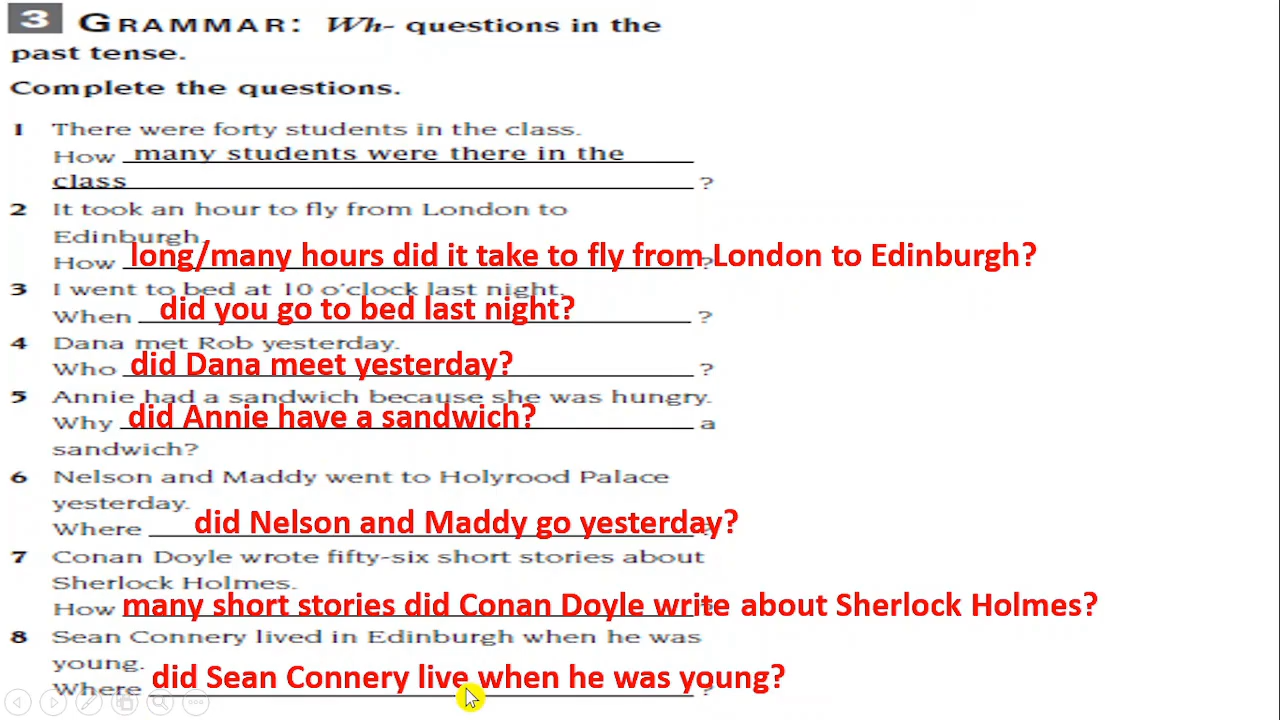 3 GRAMMAR: Wh- questions in the
past tense.
Complete the questions.
1 There were forty students in the class.
How many students were there in the
class ?
2 It took an hour to fly from London to
Edinburgh.
How long/many hours did it take to fly from London to Edinburgh? ?
3 I went to bed at 10 o'clock last night.
When did you go to bed last night? ?
4 Dana met Rob yesterday.
Who did Dana meet yesterday? ?
5 Annie had a sandwich because she was hungry.
Why did Annie have a sandwich? a
sandwich?
6 Nelson and Maddy went to Holyrood Palace
yesterday.
Where did Nelson and Maddy go yesterday? ?
7 Conan Doyle wrote fifty-six short stories about
Sherlock Holmes.
How many short stories did Conan Doyle write about Sherlock Holmes? ?
8 Sean Connery lived in Edinburgh when he was
young.
Where did Sean Connery live when he was young? ?